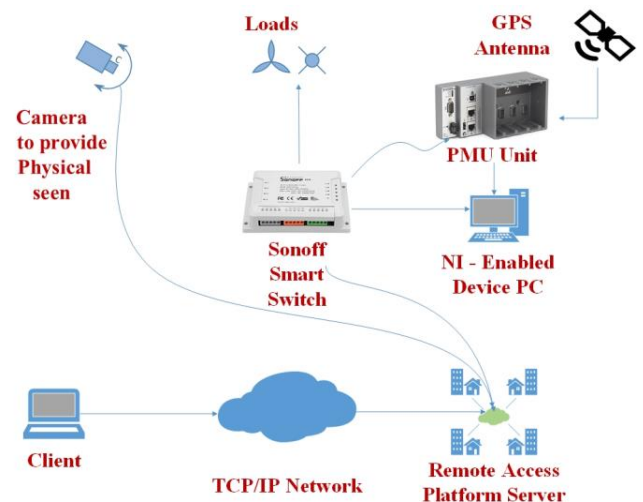 Loads
GPS
Antenna
Camera
to provide
Physical
seen
PMU Unit
SONOFF
Sonoff
Smart
Switch
NI - Enabled
Device PC
Client
TCP/IP Network
Remote Access
Platform Server